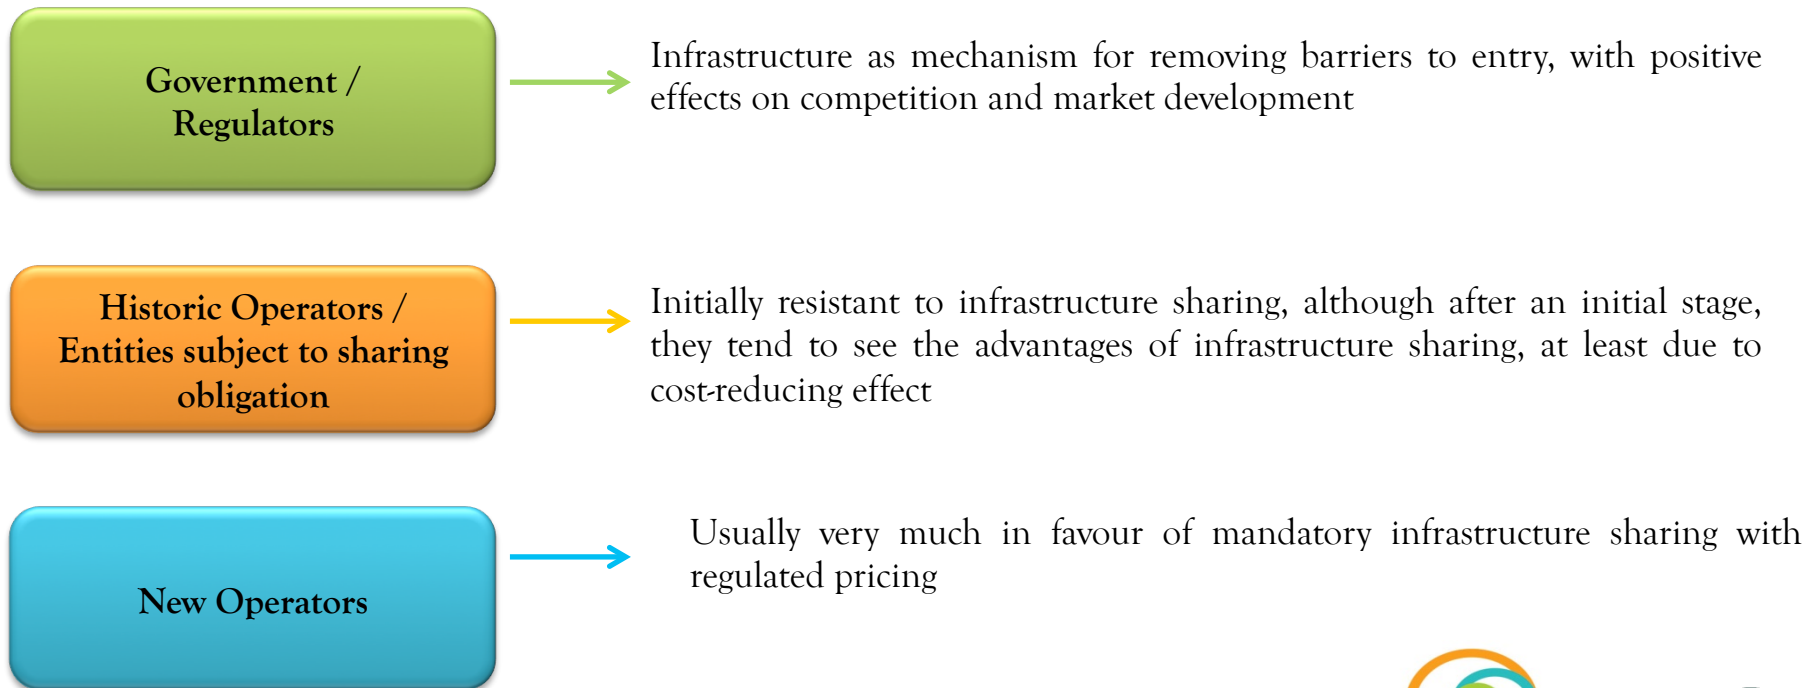 Government /
Regulators
Infrastructure as mechanism for removing barriers to entry, with positive
effects on competition and market development
Historic Operators /
Entities subject to sharing
obligation
Initially resistant to infrastructure sharing, although after an initial stage,
they tend to see the advantages of infrastructure sharing, at least due to
cost-reducing effect
New Operators
Usually very much in favour of mandatory infrastructure sharing with
regulated pricing